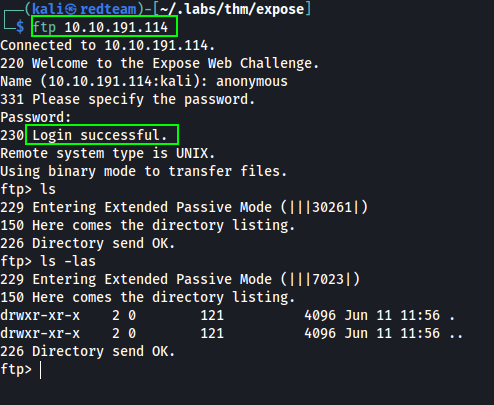 ┌──(kali㉿redteam)-[~/.labs/thm/expose]
└─$ ftp 10.10.191.114
Connected to 10.10.191.114.
220 Welcome to the Expose Web Challenge.
Name (10.10.191.114:kali): anonymous
331 Please specify the password.
Password:
230 Login successful.
Remote system type is UNIX.
Using binary mode to transfer files.
ftp> ls
229 Entering Extended Passive Mode (|||30261|)
150 Here comes the directory listing.
226 Directory send OK.
ftp> ls -las
229 Entering Extended Passive Mode (|||7023|)
150 Here comes the directory listing.
drwxr-xr-x    2 0        121          4096 Jun 11 11:56 .
drwxr-xr-x    2 0        121          4096 Jun 11 11:56 ..
226 Directory send OK.
ftp>